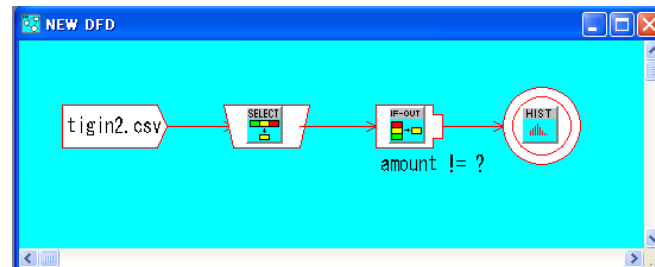 NEW DFD
tigin2.csv
SELECT
IF-OUT
HIST
amount != ?